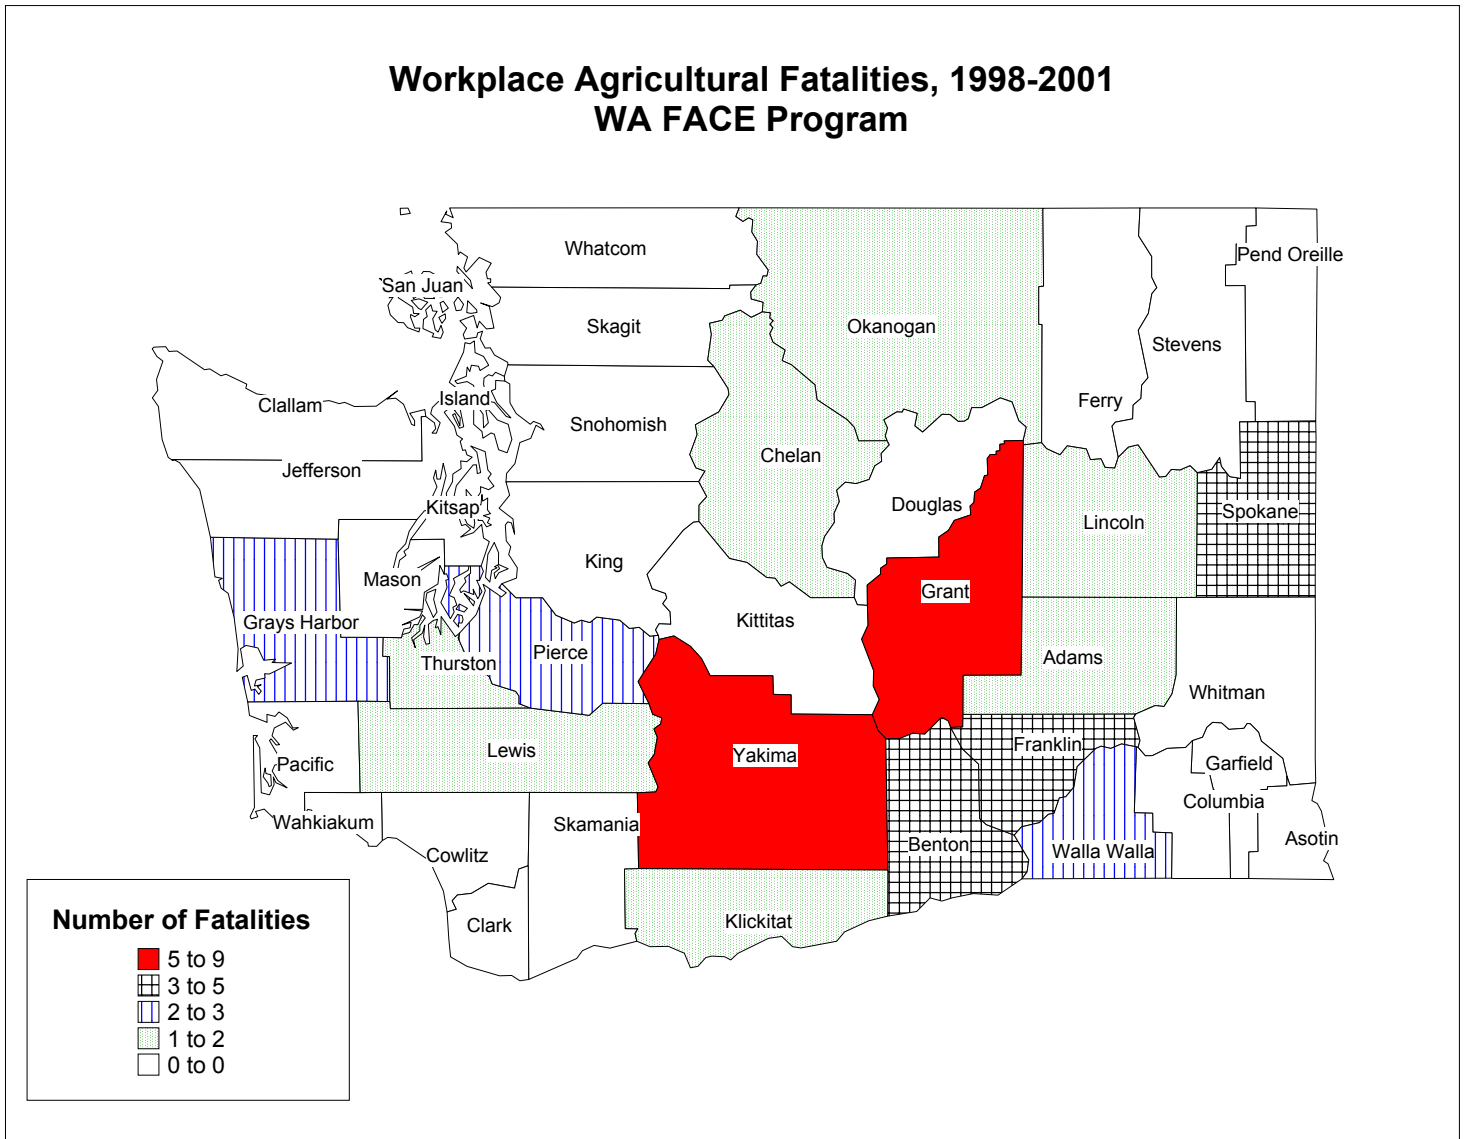 Workplace Agricultural Fatalities, 1998-2001
WA FACE Program
Whatcom
Pend Oreille
San Juan
Skagit
Okanogan
Stevens
Island
Clallam
Ferry
Snohomish
Chelan
Jefferson
Douglas
Kitsap
Spokane
Lincoln
King
Mason
Grant
Grays Harbor
Kittitas
Pierce
Thurston
Adams
Whitman
Lewis
Yakima
Franklin
Pacific
Garfield
Columbia
Wahkiakum
Skamania
Asotin
Benton
Walla Walla
Cowlitz
Klickitat
Clark
Number of Fatalities
5 to 9
3 to 5
2 to 3
1 to 2
0 to 0